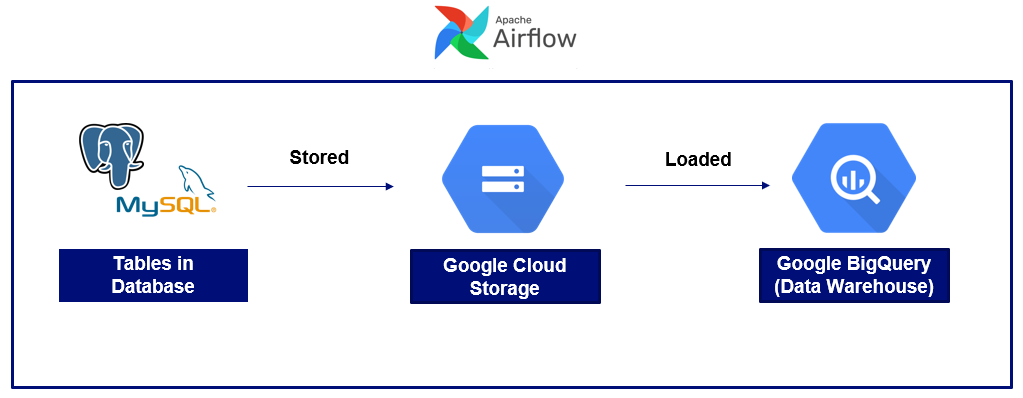 Apache
Airflow
Stored
Loaded
MySQL®
Tables in
Database
Google Cloud
Storage
Google BigQuery
(Data Warehouse)